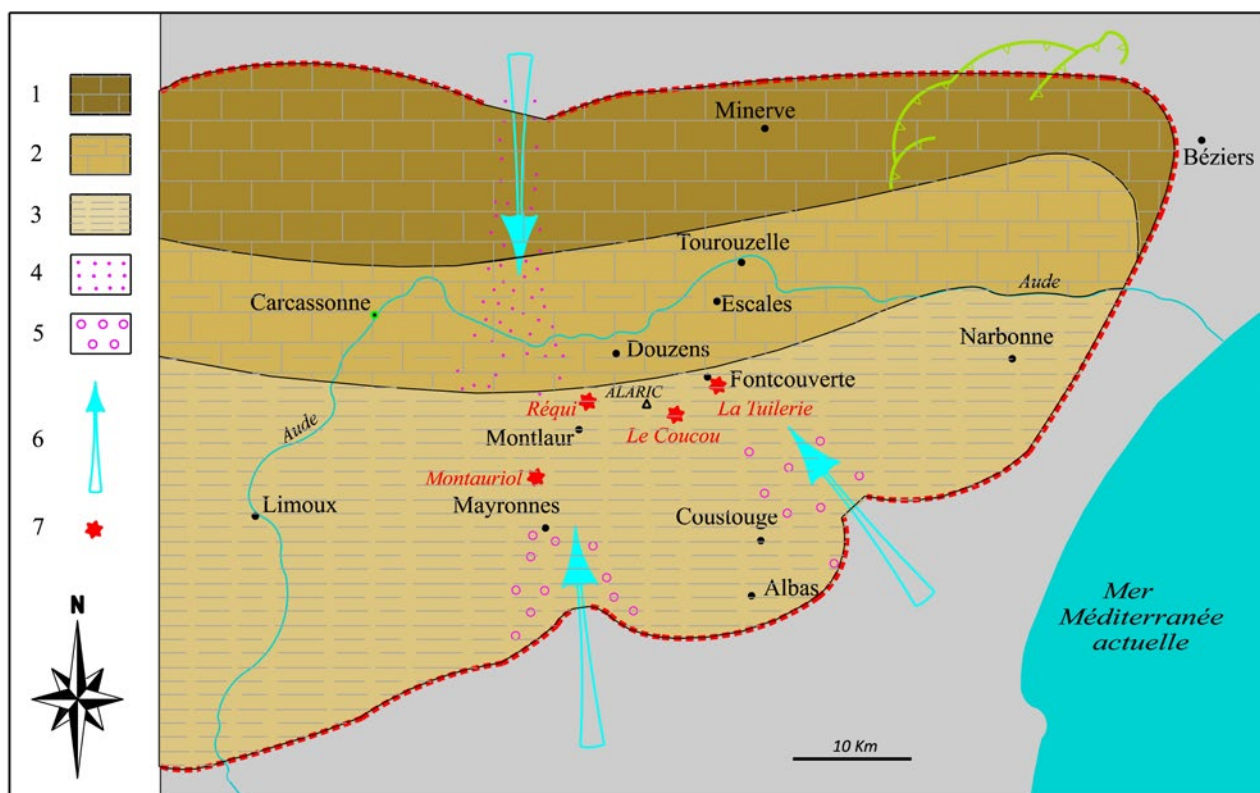 1
2
3
4
5
6
7
N
Minerve
Béziers
Tourouzelle
Carcassonne
Escales
Aude
Narbonne
Douzens
Fontcouverte
ALARIC
Réqui
La Tuilerie
Montlaur
Le Coucou
Aude
Montauriol
Limoux
Mayronnes
Coustouge
Albas
Mer
Méditerranée
actuelle
10 Km